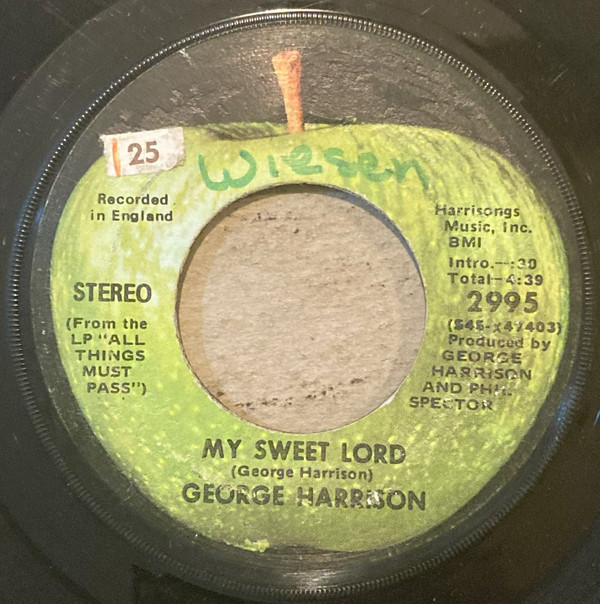 25
Wiesen
Recorded
in England
STEREO
(From the
LP "ALL
THINGS
MUST
PASS")
Harrisongs
Music, Inc.
BMI
Intro.—:30
Total—4:39
2995
(S45-X47403)
Produced by
GEORGE
HARRISON
AND PHIL
SPECTOR
MY SWEET LORD
(George Harrison)
GEORGE HARRISON